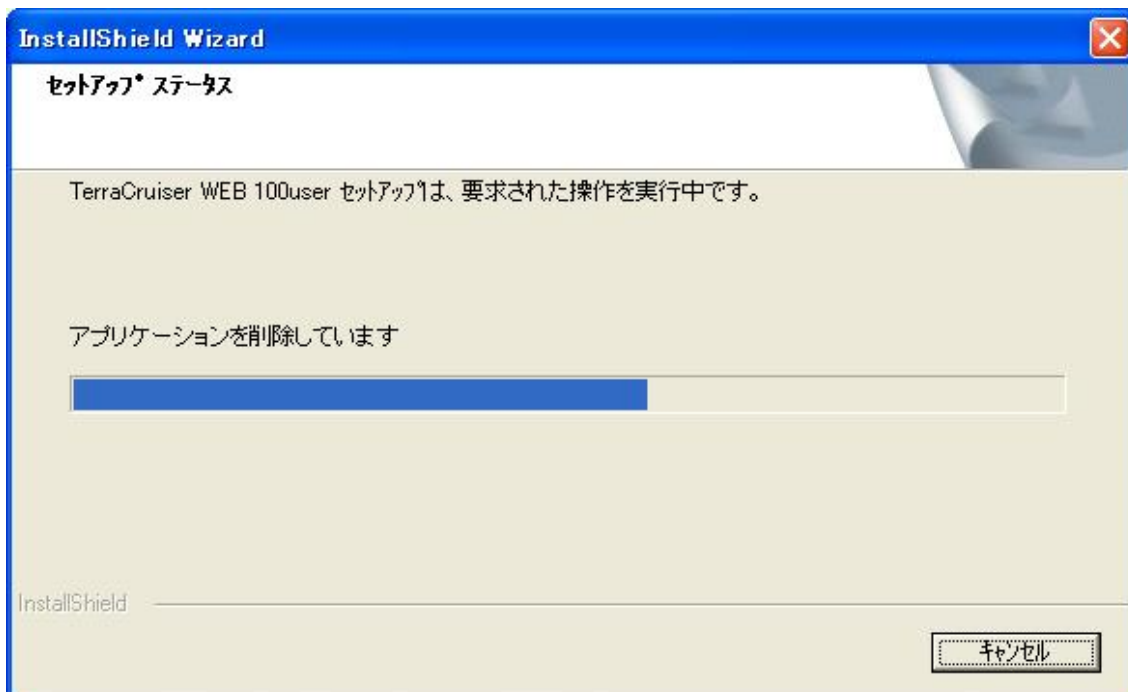 InstallShield Wizard
ｾｯﾄｱｯﾌﾟ ｽﾃｰﾀｽ
TerraCruiser WEB 100user ｾｯﾄｱｯﾌﾟは、要求された操作を実行中です。
アプリケーションを削除しています
InstallShield
ｷｬﾝｾﾙ